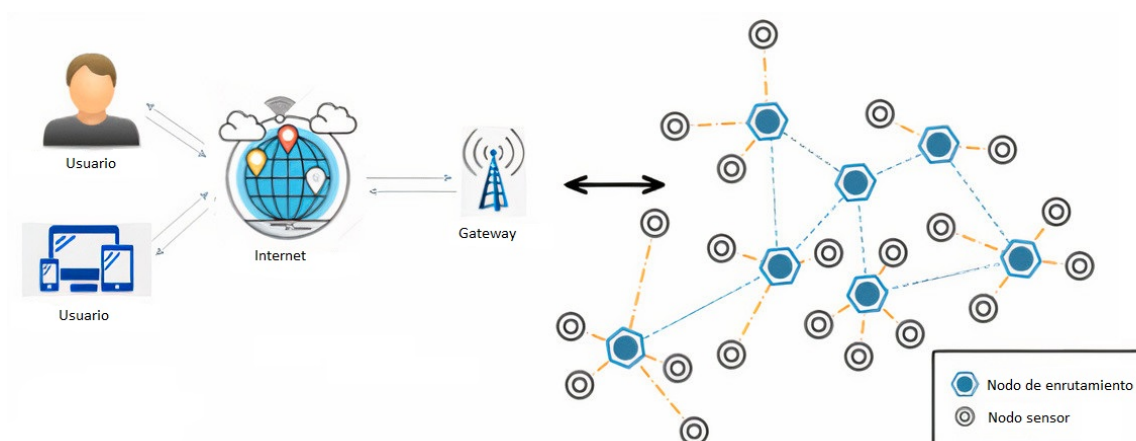 Usuario
Usuario
Internet
Gateway
Nodo de enrutamiento
Nodo sensor